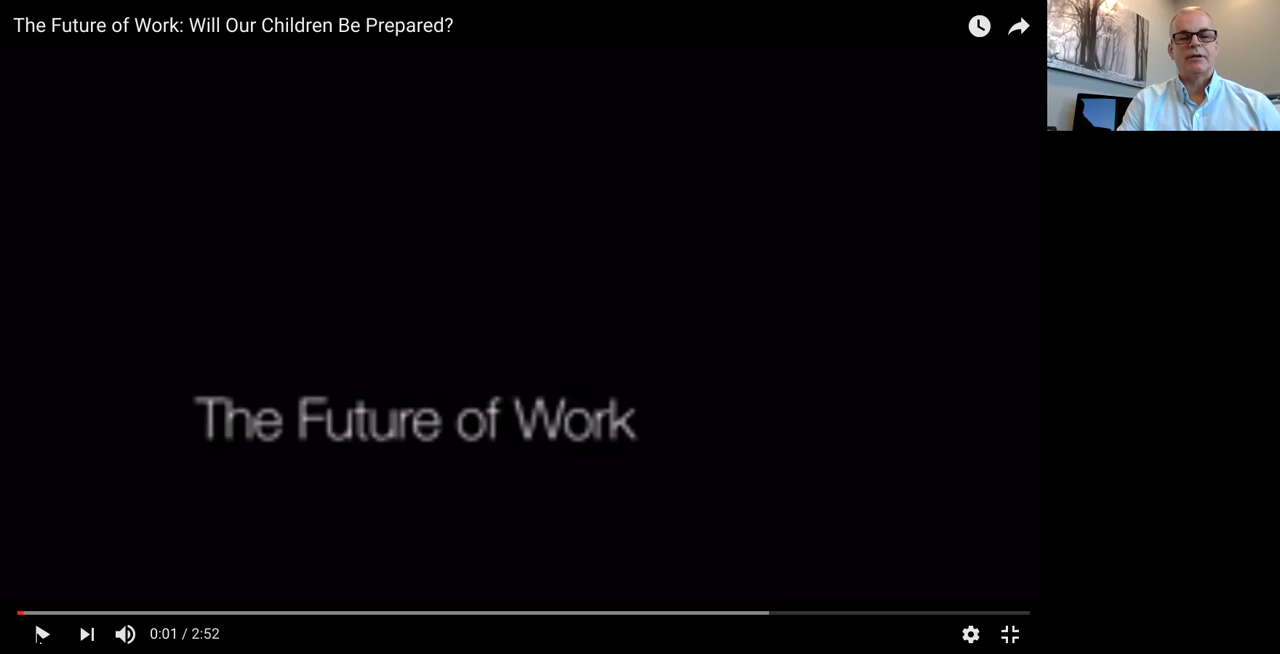 The Future of Work: Will Our Children Be Prepared?
The Future of Work
0:01 / 2:52